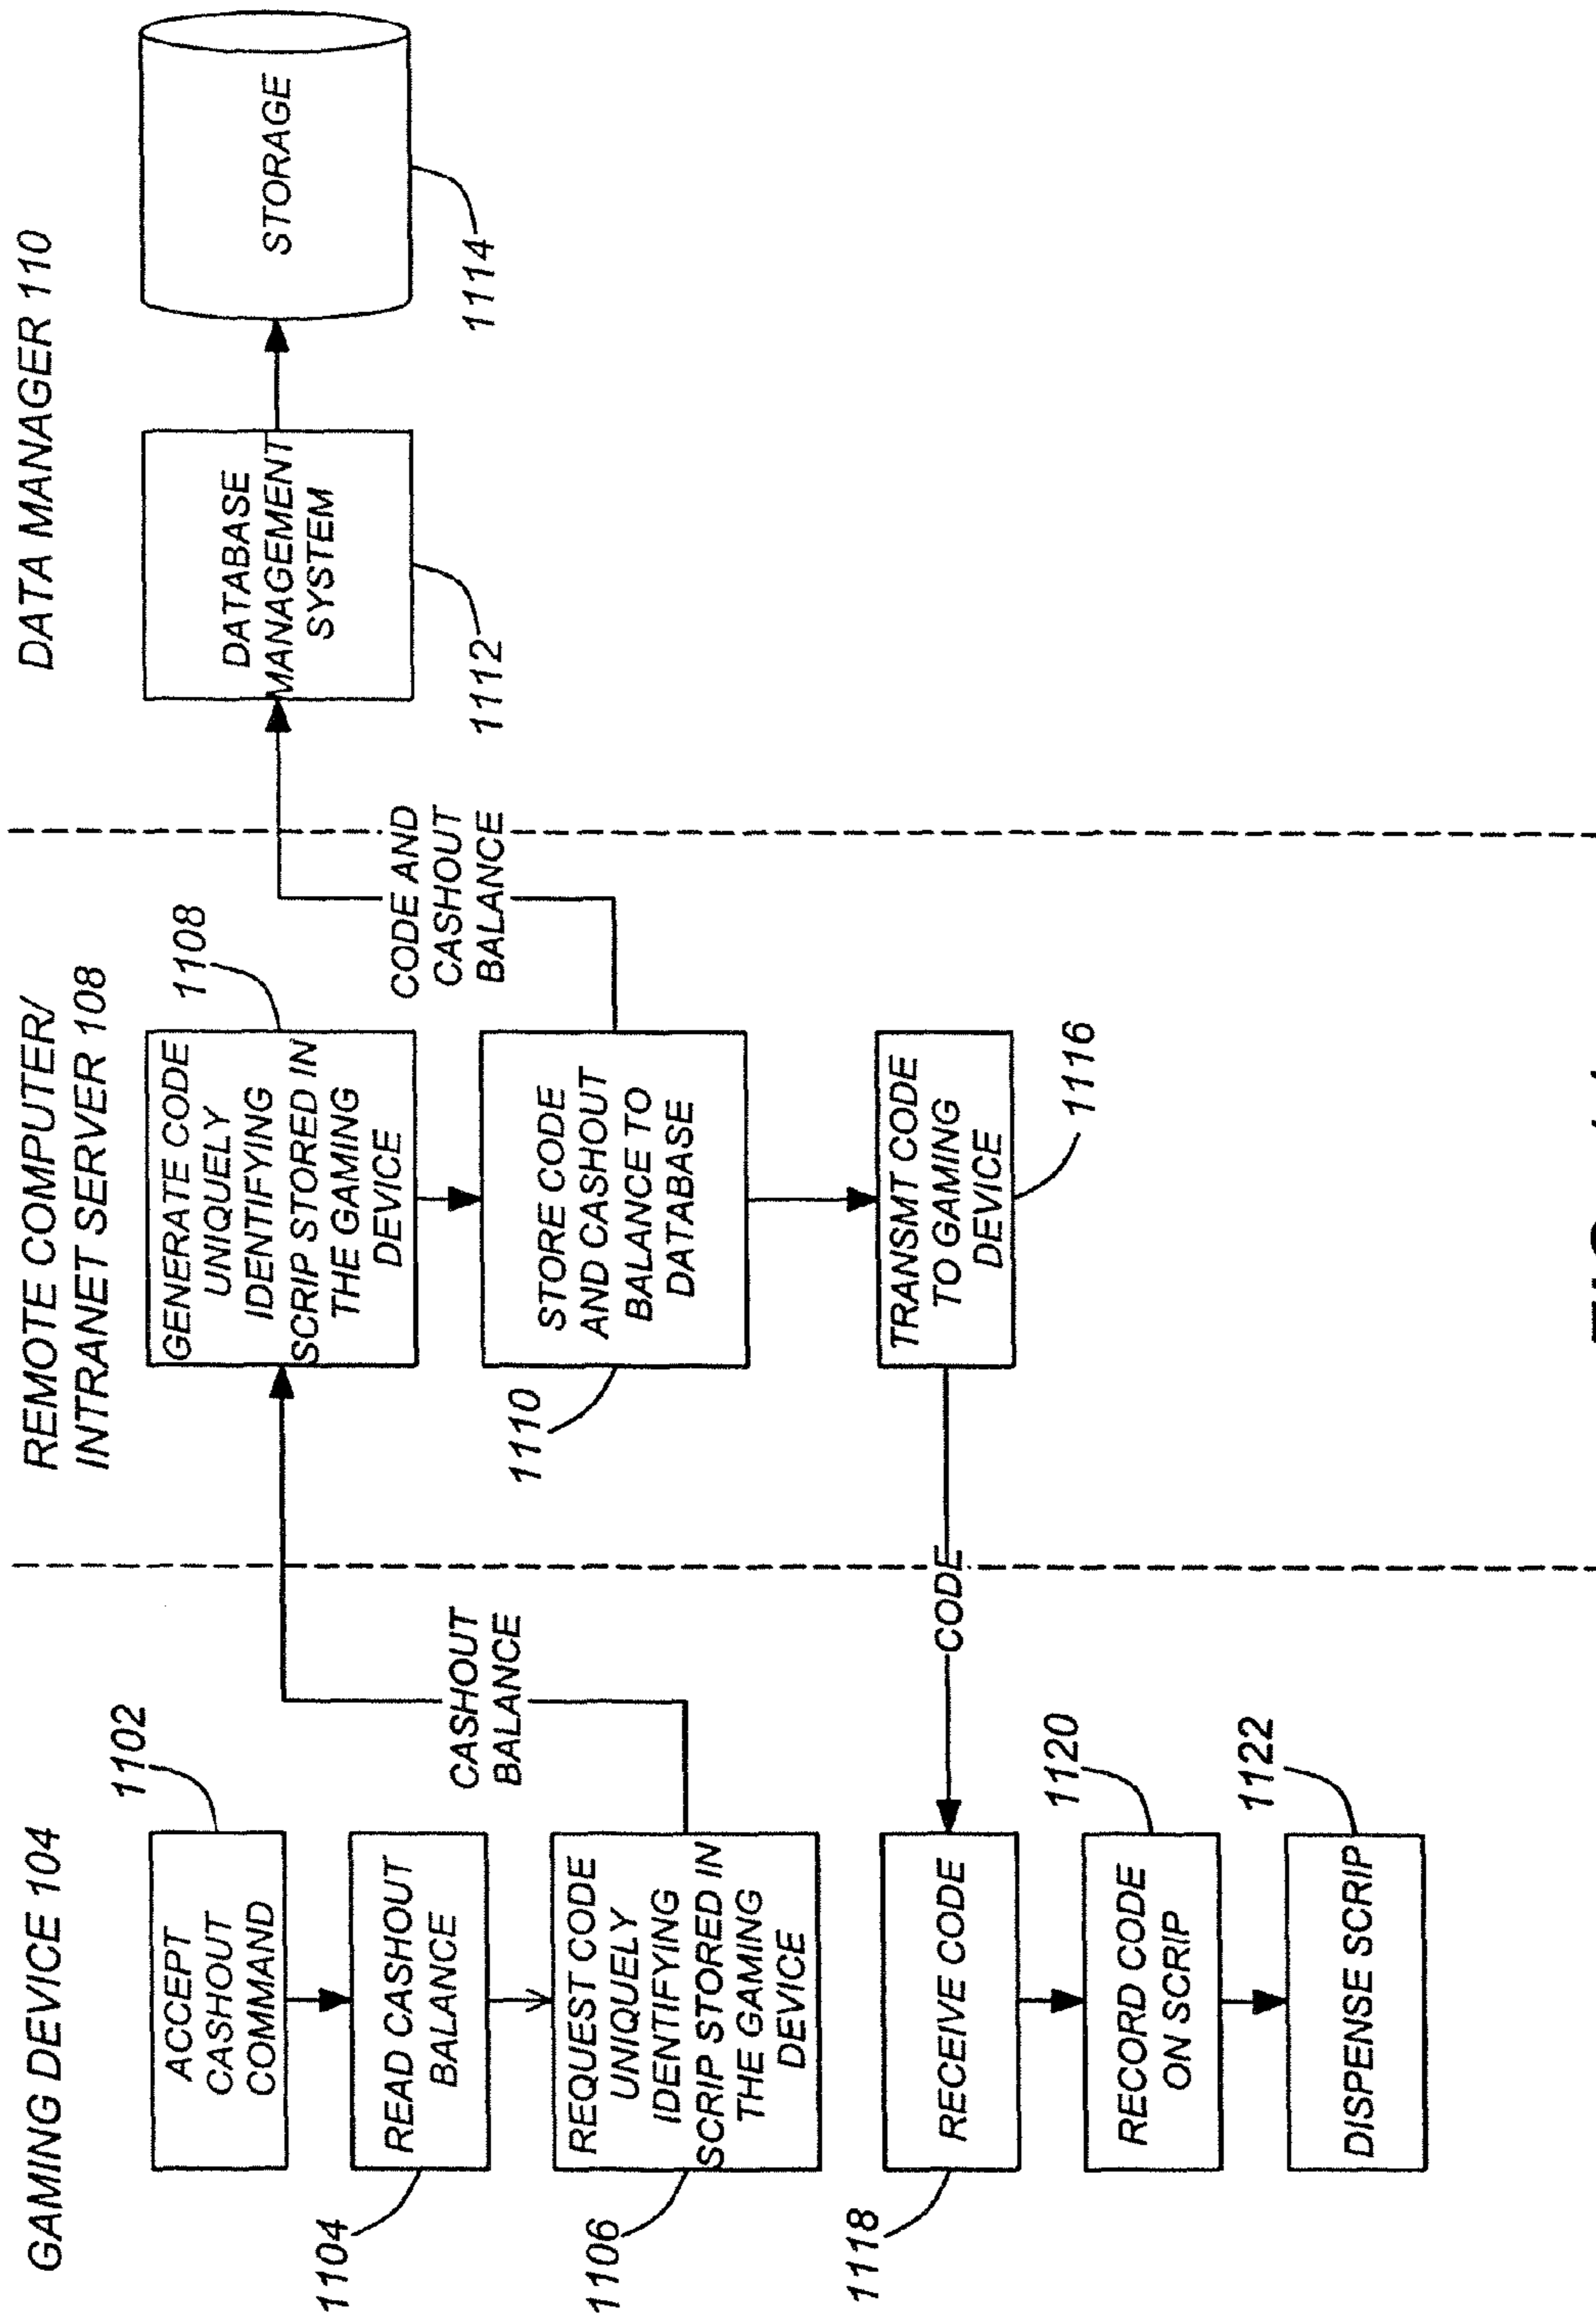 GAMING DEVICE 104
1102
ACCEPT
CASHOUT
COMMAND
1104
READ CASHOUT
BALANCE
1106
REQUEST CODE
UNIQUELY
IDENTIFYING
SCRIP STORED IN
THE GAMING
DEVICE
CASHOUT
BALANCE
1118
RECEIVE CODE
CODE
1120
RECORD CODE
ON SCRIP
1122
DISPENSE SCRIP
REMOTE COMPUTER/
INTRANET SERVER 108
1108
GENERATE CODE
UNIQUELY
IDENTIFYING
SCRIP STORED IN
THE GAMING
DEVICE
1110
STORE CODE
AND CASHOUT
BALANCE TO
DATABASE
CODE AND
CASHOUT
BALANCE
TRANSMT CODE
TO GAMING
DEVICE
1116
DATA MANAGER 110
DATABASE
MANAGEMENT
SYSTEM
1112
STORAGE
1114